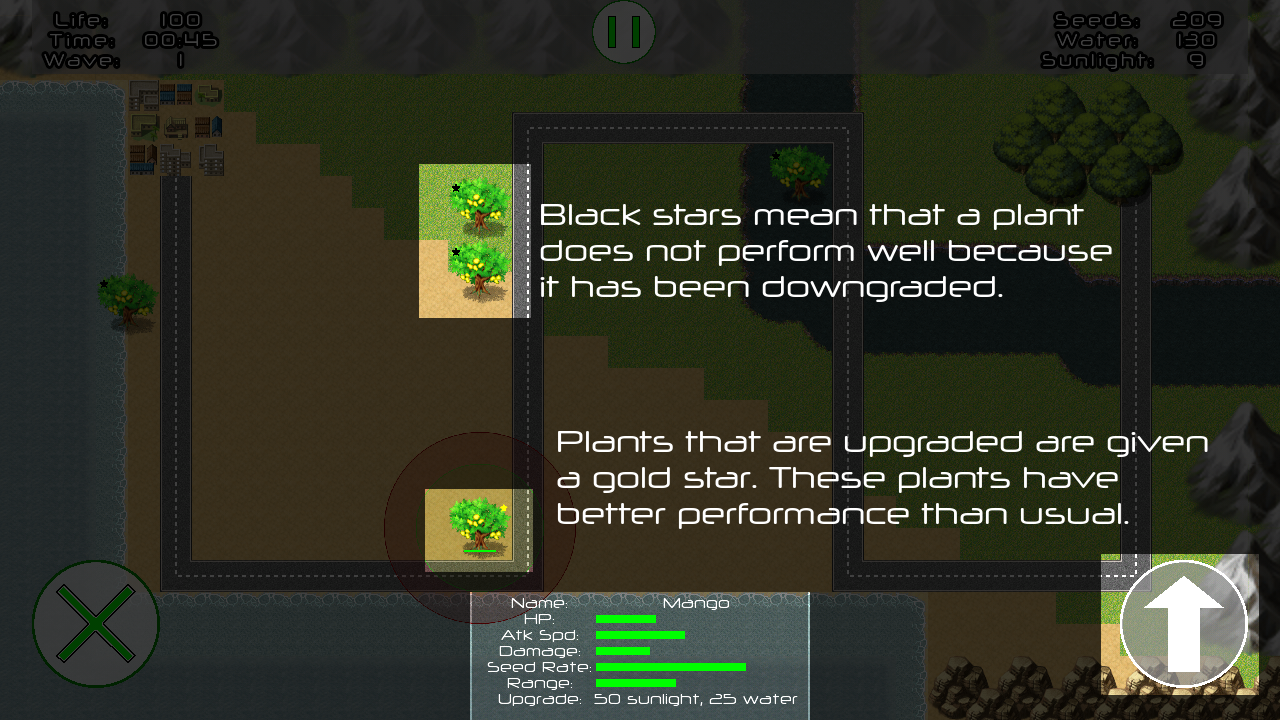 Life: 100
Time: 00:45
Wave: 1
Seeds: 209
Water: 130
Sunlight: 9
Black stars mean that a plant
does not perform well because
it has been downgraded.
Plants that are upgraded are given
a gold star. These plants have
better performance than usual.
Name: Mango
HP:
Atk Spd:
Damage:
Seed Rate:
Range:
Upgrade: 50 sunlight, 25 water